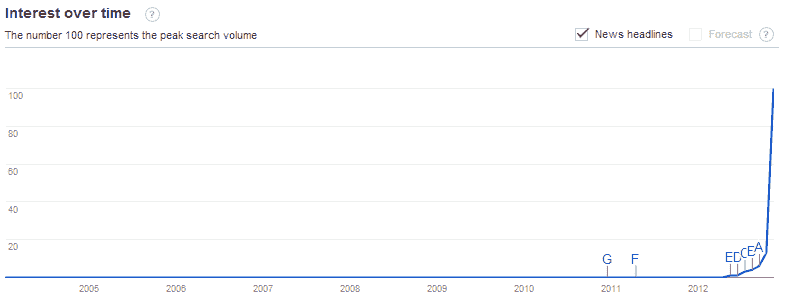 Interest over time ?
The number 100 represents the peak search volume
News headlines Forecast ?
100
80
60
40
20
G F E D C B A
2005 2006 2007 2008 2009 2010 2011 2012